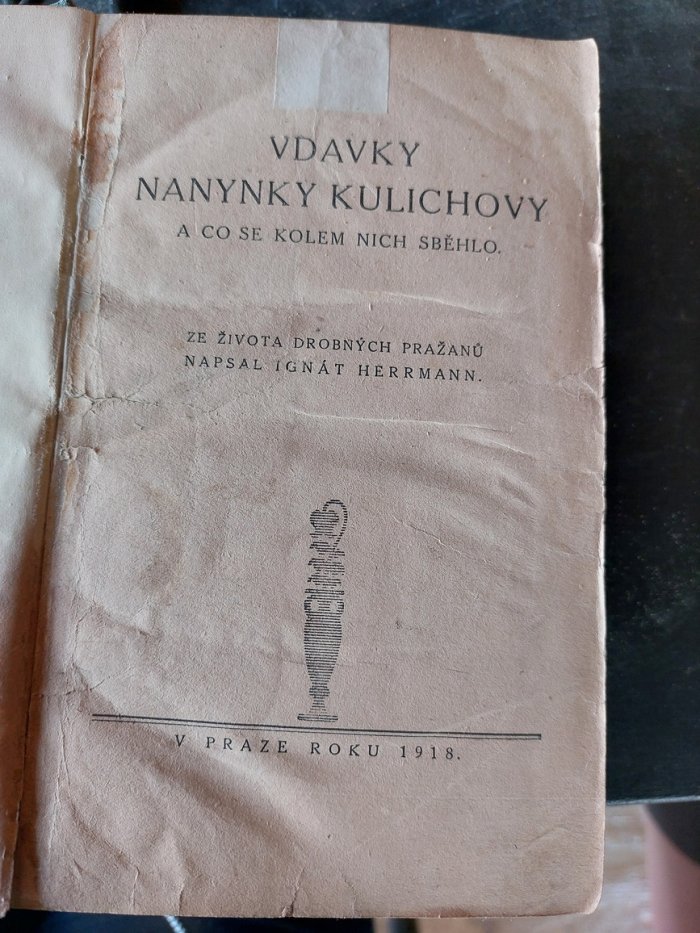 VDAVKY
NANYNKY KULICHOVY
A CO SE KOLEM NICH SBĚHLO.
ZE ŽIVOTA DROBNÝCH PRAŽANŮ
NAPSAL IGNÁT HERRMANN.
V PRAZE ROKU 1918.